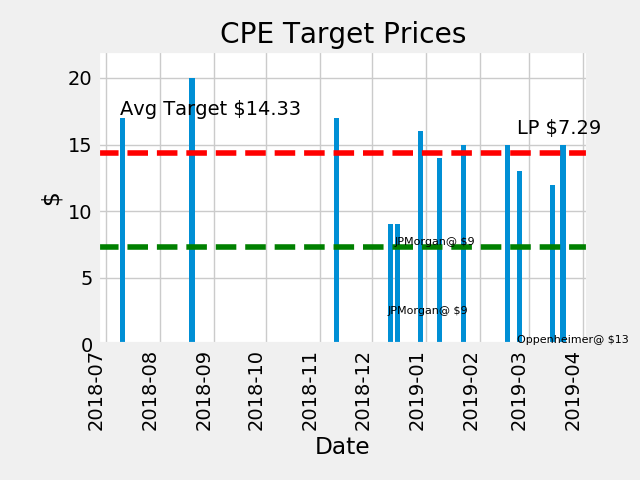 CPE Target Prices
20
15
10
5
0
$
Avg Target $14.33
LP $7.29
JPMorgan@ $9
JPMorgan@ $9
Oppenheimer@ $13
2018-07
2018-08
2018-09
2018-10
2018-11
2018-12
2019-01
2019-02
2019-03
2019-04
Date